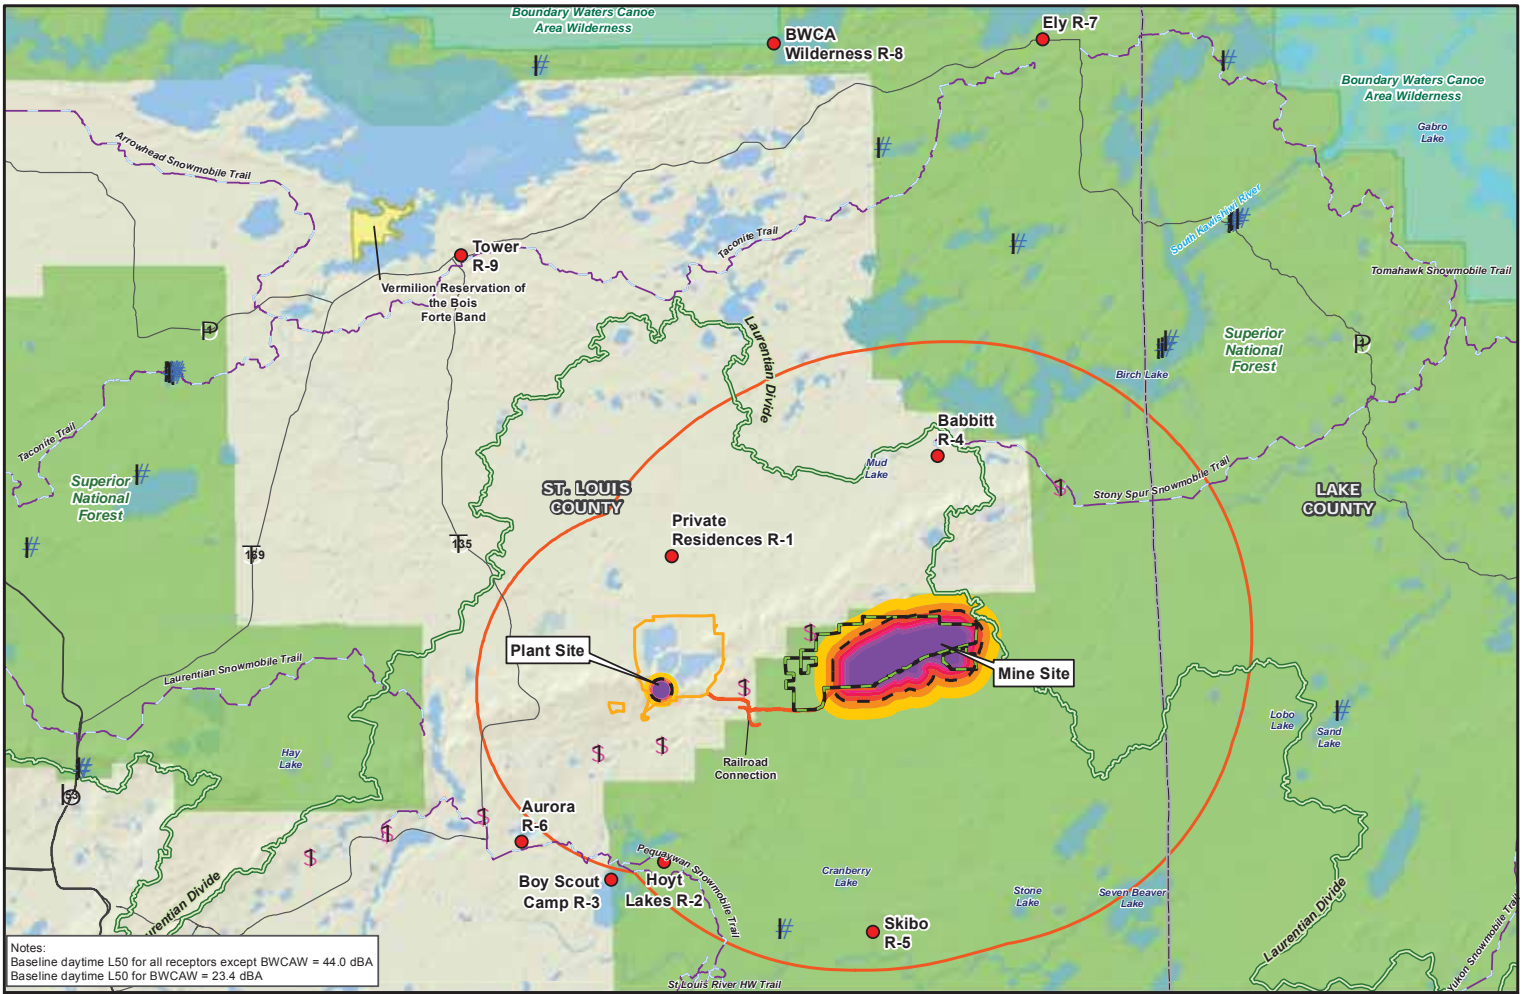 Boundary Waters Canoe
Area Wilderness
BWCA
Wilderness R-8
Ely R-7
Boundary Waters Canoe
Area Wilderness
Gabro
Lake
Arrowhead Snowmobile Trail
South Kawishiwi River
Tower
R-9
Taconite Trail
Tomahawk Snowmobile Trail
Vermilion Reservation of
the Bois
Forte Band
Laurentian Divide
Superior
National
Forest
Birch Lake
Taconite Trail
Babbitt
R-4
Mud
Lake
Superior
National
Forest
ST. LOUIS
COUNTY
Stony Spur Snowmobile Trail
LAKE
COUNTY
Private
Residences R-1
169
135
Plant Site
Mine Site
Laurentian Snowmobile Trail
Lobo
Lake
Sand
Lake
Hay
Lake
Railroad
Connection
53
Aurora
R-6
Pequaywan Snowmobile Trail
Boy Scout
Camp R-3
Hoyt
Lakes R-2
Cranberry
Lake
Stone
Lake
Seven Beaver
Lake
Skibo
R-5
Laurentian Divide
urentian Divide
Yukon Snowmobile Trail
St Louis River HW Trail
Notes:
Baseline daytime L50 for all receptors except BWCAW = 44.0 dBA
Baseline daytime L50 for BWCAW = 23.4 dBA